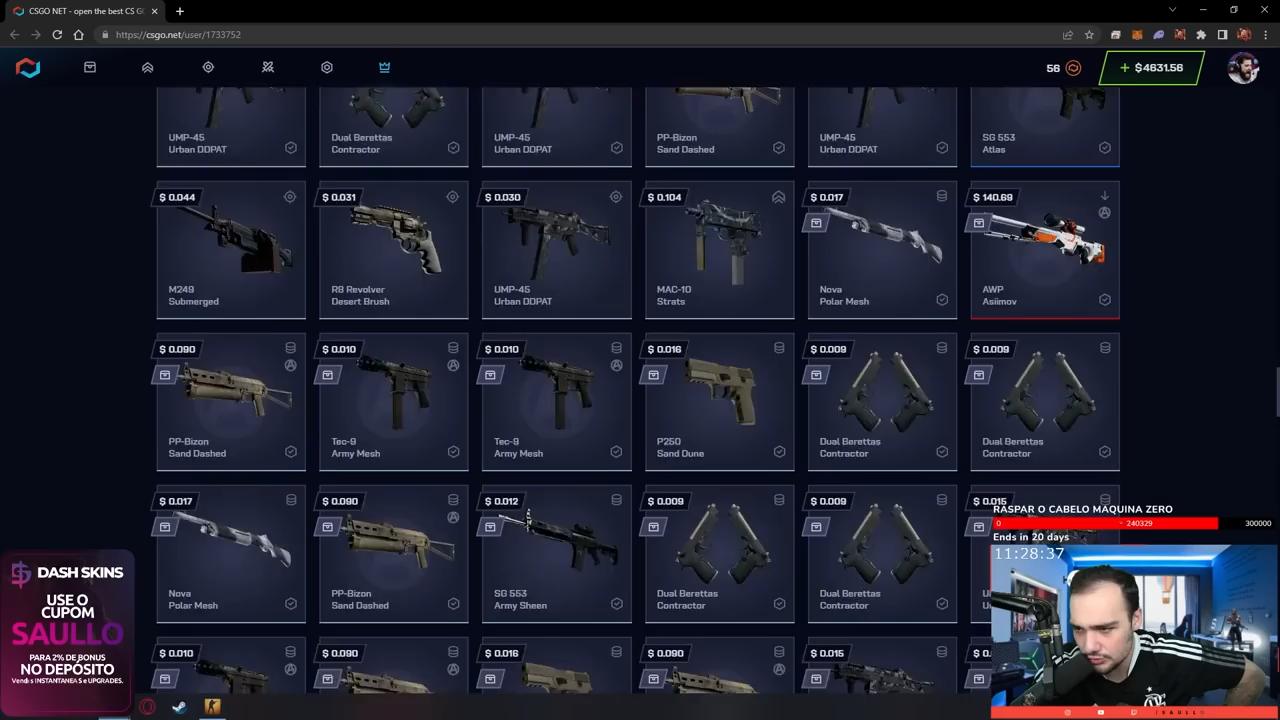 CSGO NET - open the best CS G
https://csgo.net/user/1733752
56
+ $4631.56
UMP-45
Urban DDPAT
Dual Berettas
Contractor
UMP-45
Urban DDPAT
PP-Bizon
Sand Dashed
UMP-45
Urban DDPAT
SG 553
Atlas
$ 0.044
M249
Submerged
$ 0.031
R8 Revolver
Desert Brush
$ 0.030
UMP-45
Urban DDPAT
$ 0.104
MAC-10
Strats
$ 0.017
Nova
Polar Mesh
$ 140.69
AWP
Asiimov
$ 0.090
PP-Bizon
Sand Dashed
$ 0.010
Tec-9
Army Mesh
$ 0.010
Tec-9
Army Mesh
$ 0.016
P250
Sand Dune
$ 0.009
Dual Berettas
Contractor
$ 0.009
Dual Berettas
Contractor
$ 0.017
Nova
Polar Mesh
$ 0.090
PP-Bizon
Sand Dashed
$ 0.012
SG 553
Army Sheen
$ 0.009
Dual Berettas
Contractor
$ 0.009
Dual Berettas
Contractor
$ 0.015
$ 0.010
$ 0.090
$ 0.016
$ 0.090
$ 0.015
RASPAR O CABELO MAQUINA ZERO
0
240329
300000
Ends in 20 days
11:28:37
DASH SKINS
USE O
CUPOM
SAULLO
PARA 2% DE BONUS
NO DEPÓSITO